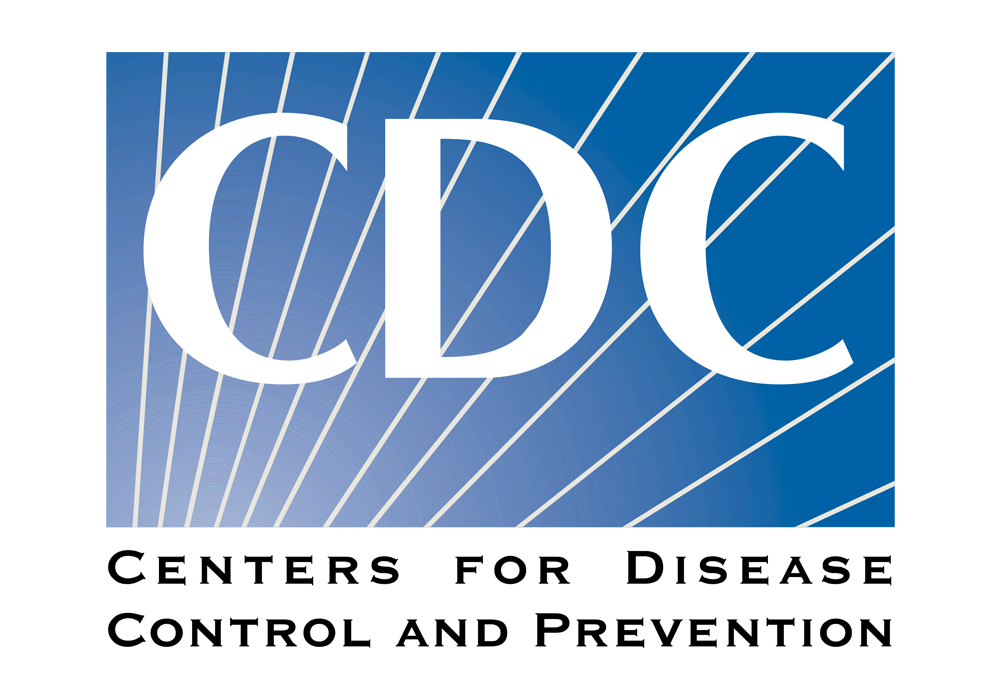 CDC
CENTERS FOR DISEASE
CONTROL AND PREVENTION